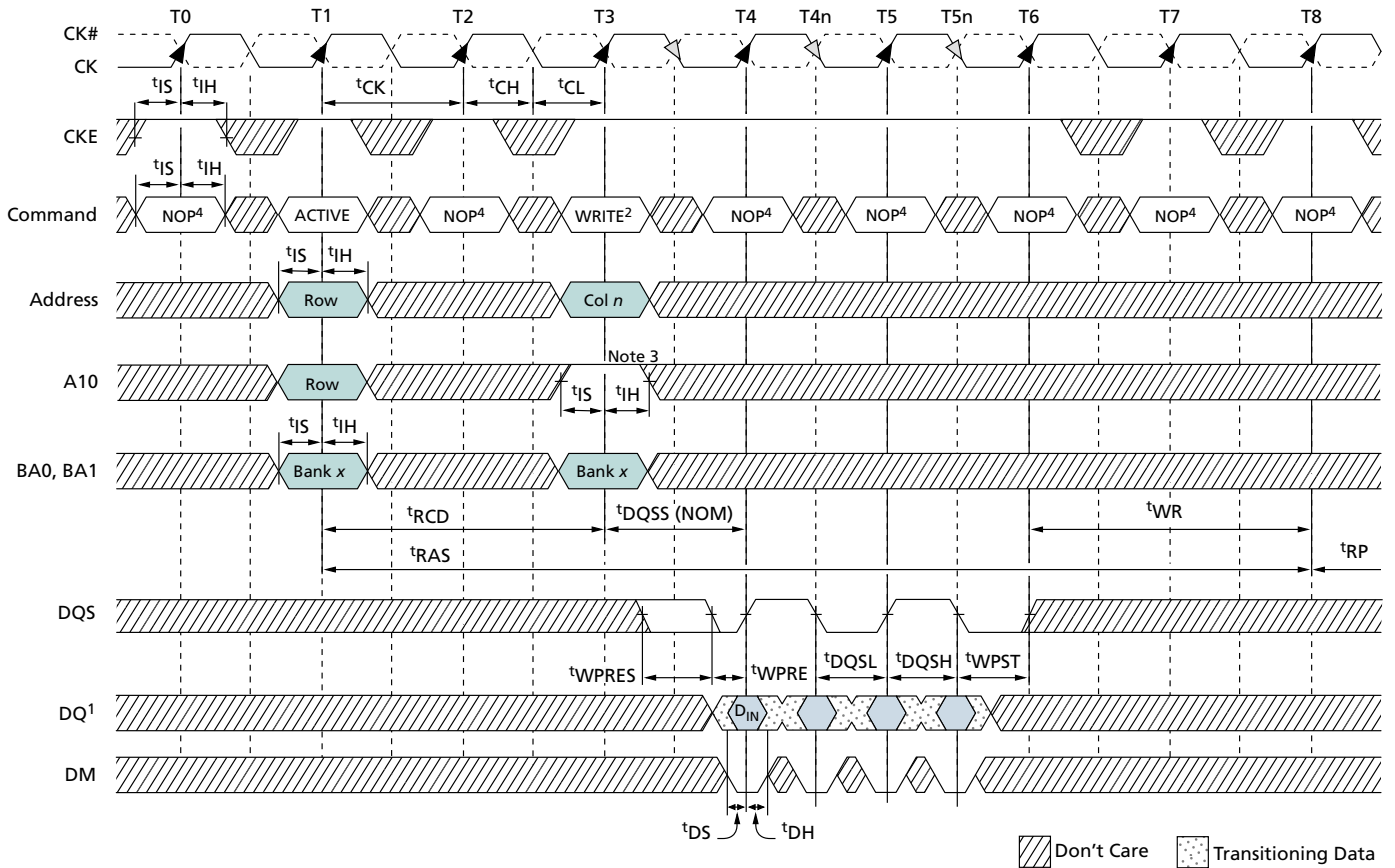 T0 T1 T2 T3 T4 T4n T5 T5n T6 T7 T8
CK#
CK
tIS tIH tCK tCH tCL
CKE
tIS tIH
Command NOP4 ACTIVE NOP4 WRITE2 NOP4 NOP4 NOP4 NOP4 NOP4
tIS tIH
Address Row Col n
Note 3
A10 Row
tIS tIH
tIS tIH
BA0, BA1 Bank x Bank x
tRCD tDQSS (NOM) tWR
tRAS tRP
DQS
tWPRES tWPRE tDQSL tDQSH tWPST
DQ1 DIN
DM
tDS tDH
Don't Care Transitioning Data